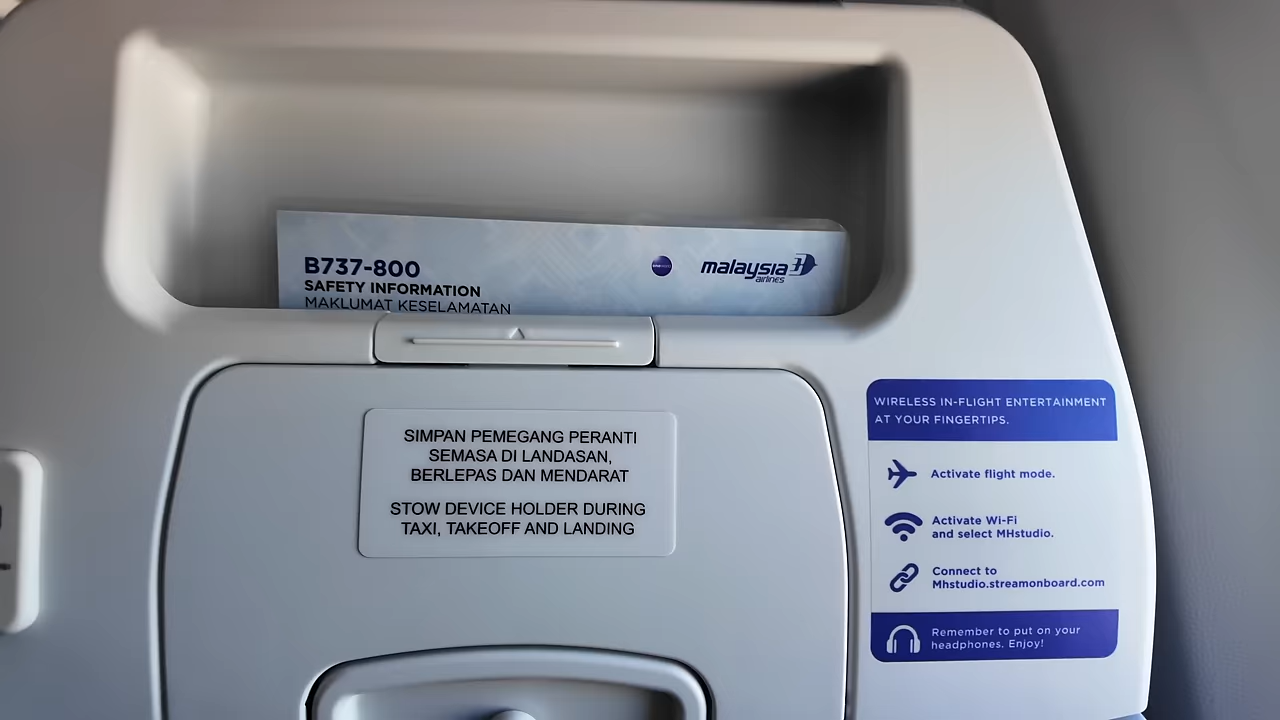 B737-800
SAFETY INFORMATION
MAKLUMAT KESELAMATAN
malaysia
airlines
SIMPAN PEMEGANG PERANTI
SEMASA DI LANDASAN,
BERLEPAS DAN MENDARAT
STOW DEVICE HOLDER DURING
TAXI, TAKEOFF AND LANDING
WIRELESS IN-FLIGHT ENTERTAINMENT
AT YOUR FINGERTIPS.
Activate flight mode.
Activate Wi-Fi
and select MHstudio.
Connect to
Mhstudio.streamonboard.com
Remember to put on your
headphones. Enjoy!